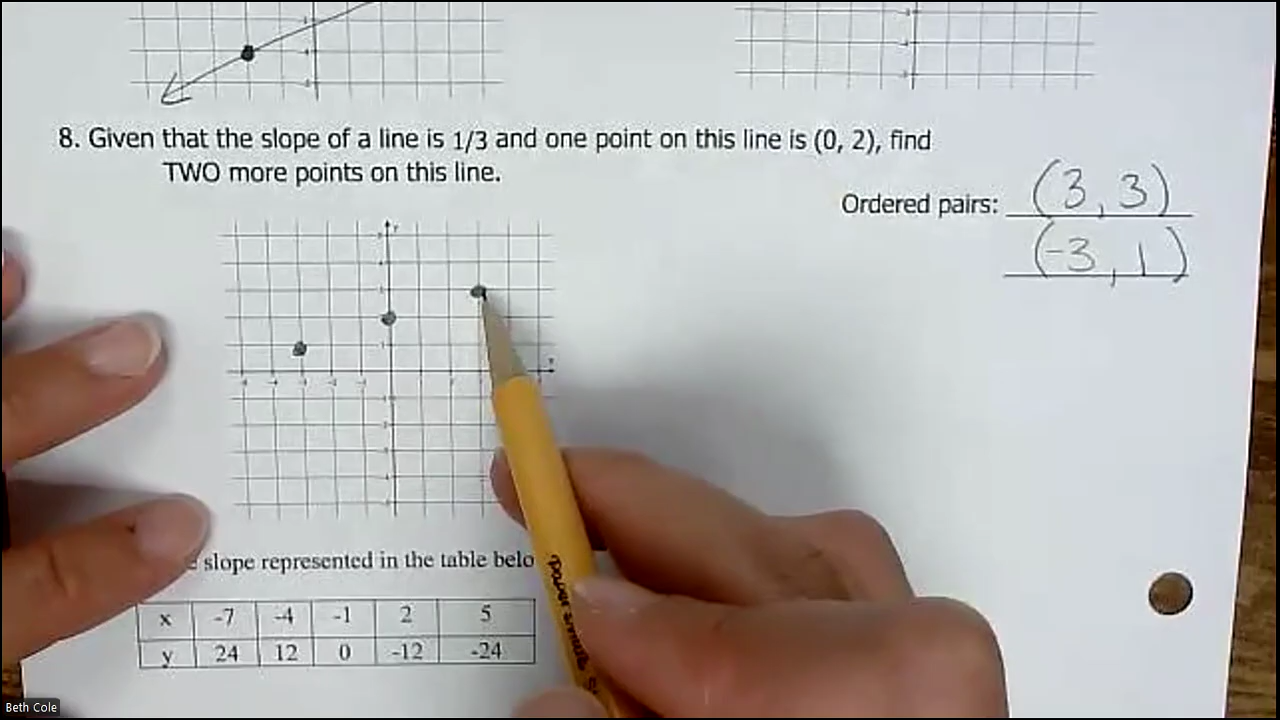 8. Given that the slope of a line is 1/3 and one point on this line is (0, 2), find
TWO more points on this line.
Ordered pairs: (3, 3)
(-3, 1)
slope represented in the table belo
x -7 -4 -1 2 5
y 24 12 0 -12 -24
Beth Cole